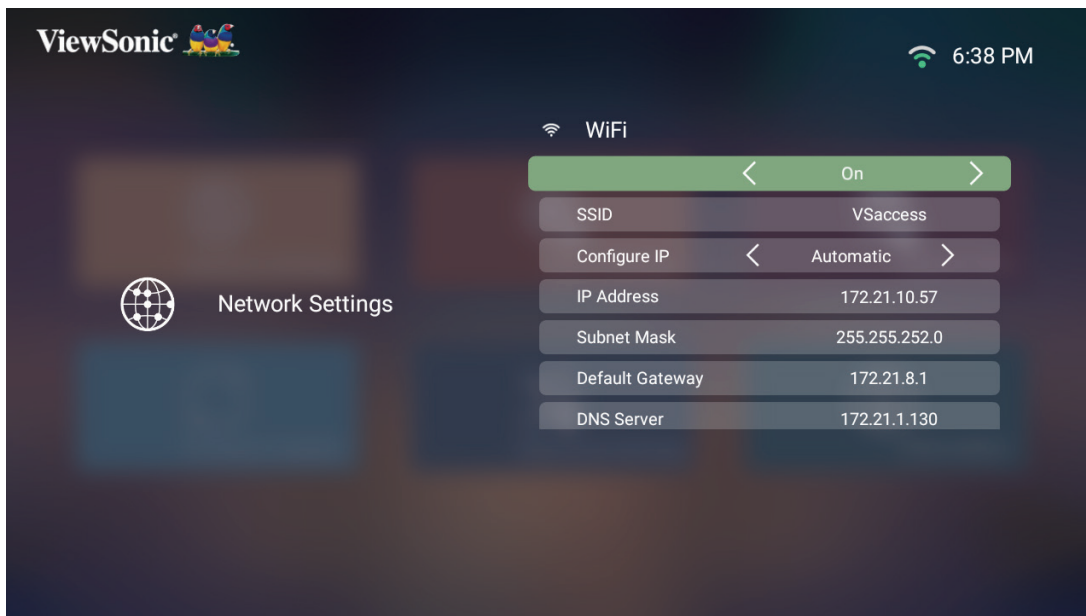 ViewSonic
6:38 PM
WiFi
On
SSID VSaccess
Configure IP Automatic
IP Address 172.21.10.57
Network Settings
Subnet Mask 255.255.252.0
Default Gateway 172.21.8.1
DNS Server 172.21.1.130